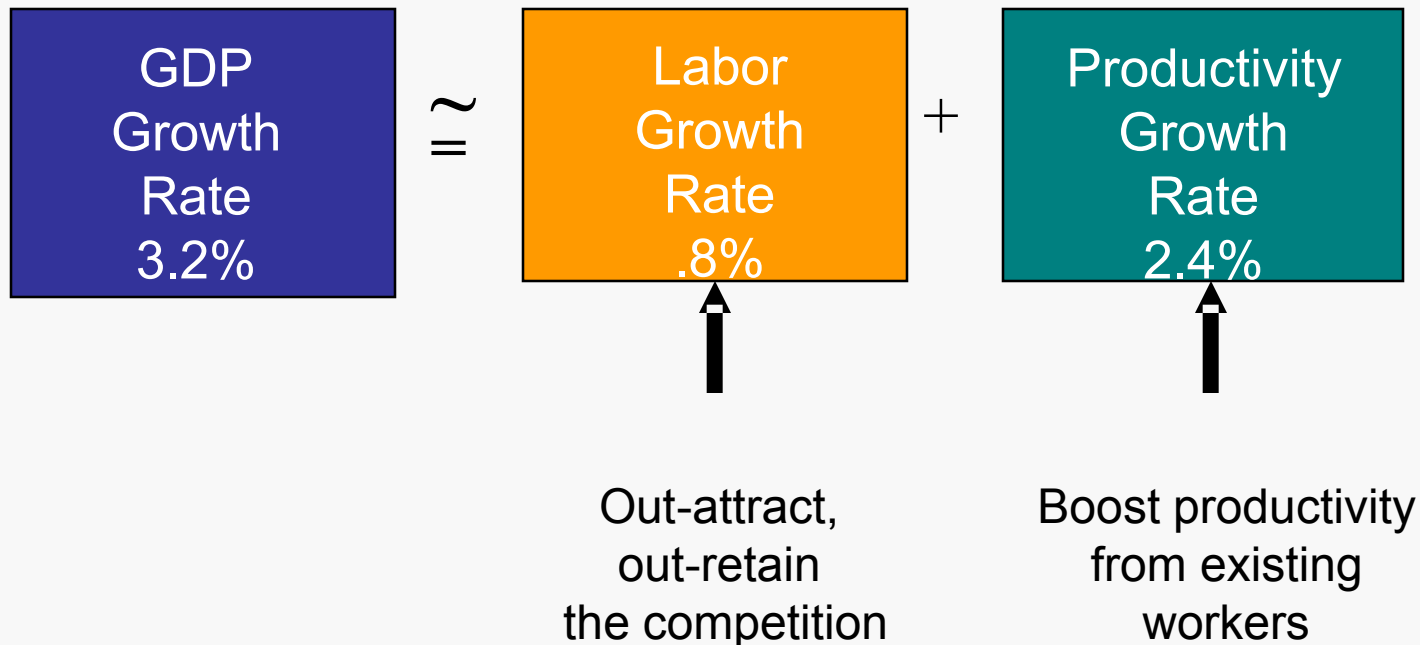 GDP
Growth
Rate
3.2%
≅
Labor
Growth
Rate
.8%
+
Productivity
Growth
Rate
2.4%
Out-attract,
out-retain
the competition
Boost productivity
from existing
workers